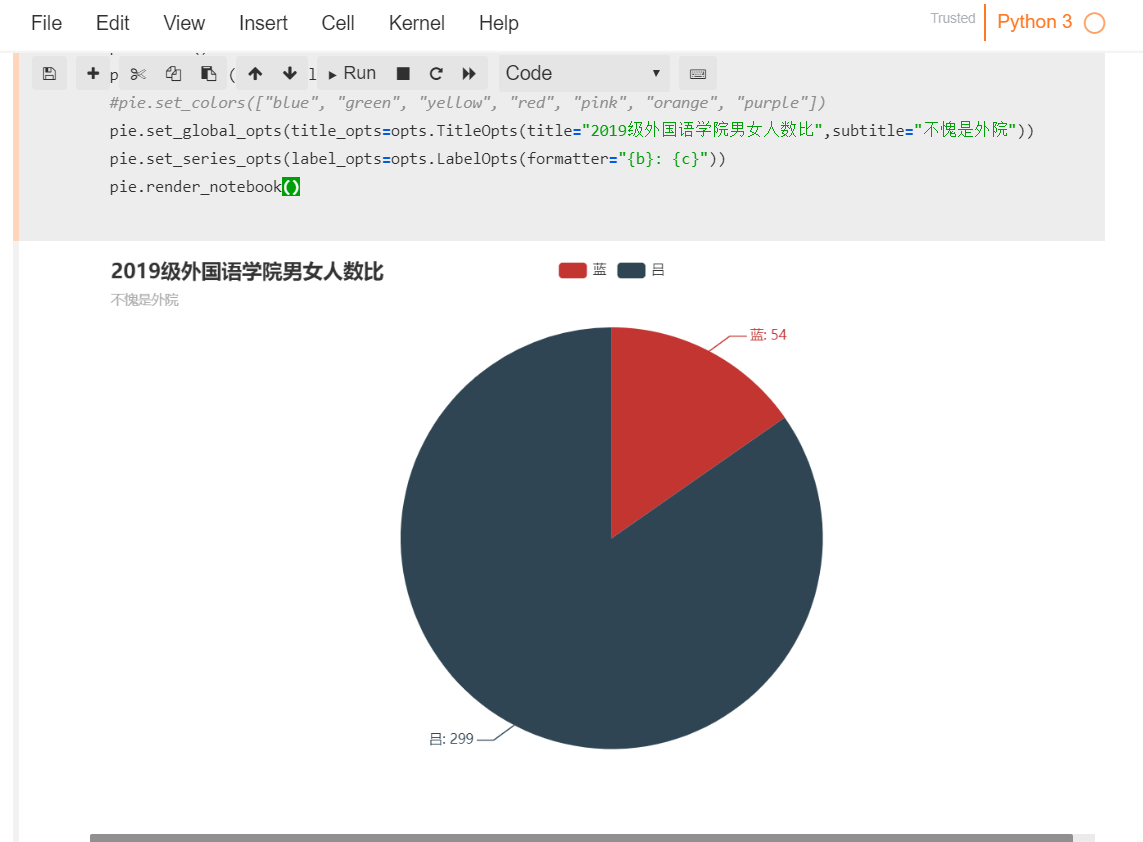 File Edit View Insert Cell Kernel Help Trusted Python 3
p ( l Run Code
#pie.set_colors(["blue", "green", "yellow", "red", "pink", "orange", "purple"])
pie.set_global_opts(title_opts=opts.TitleOpts(title="2019级外国语学院男女人数比",subtitle="不愧是外院"))
pie.set_series_opts(label_opts=opts.LabelOpts(formatter="{b}: {c}"))
pie.render_notebook()
2019级外国语学院男女人数比
不愧是外院
蓝 吕
蓝: 54
吕: 299